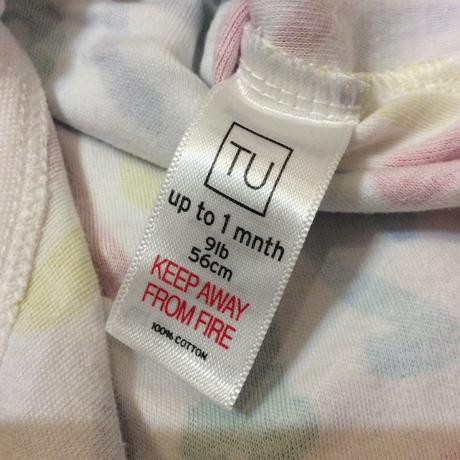 TU
up to 1 mnth
9lb
56cm
KEEP AWAY
FROM FIRE
100% COTTON